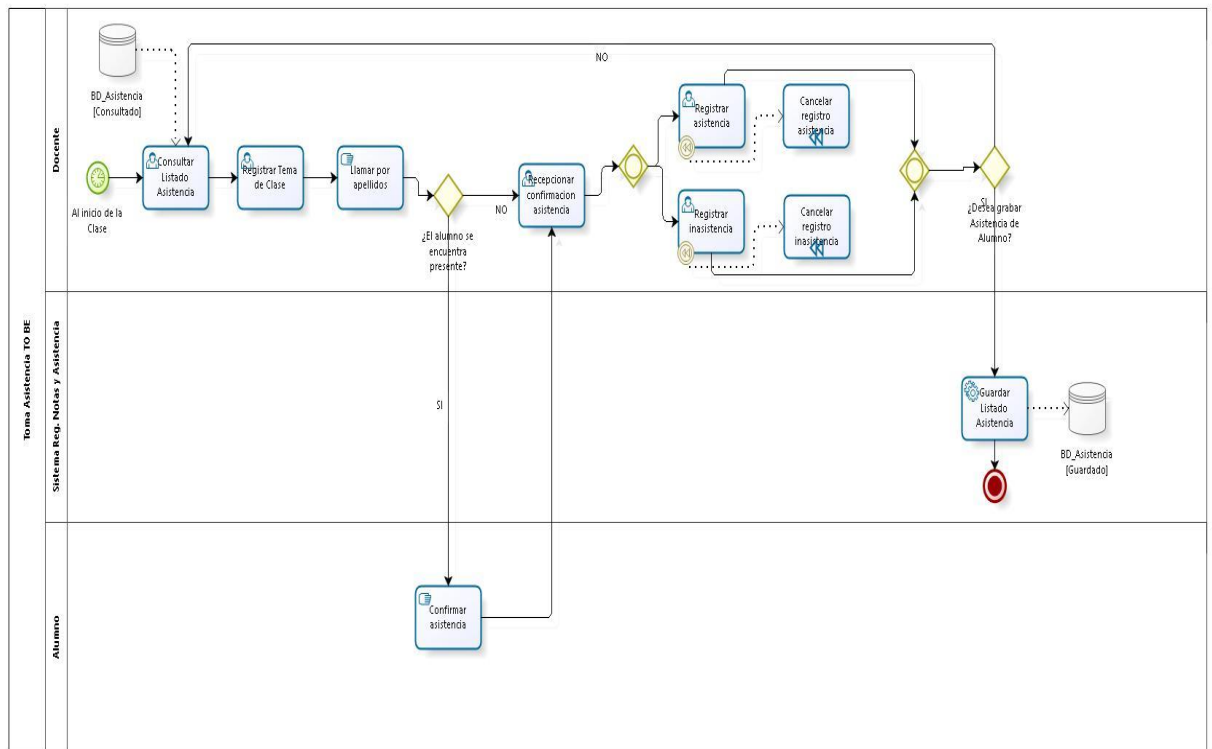 Toma Asistencia TO BE
Docente
BD_Asistencia
[Consultado]
Al inicio de la
Clase
Consultar
Listado
Asistencia
Registrar Tema
de Clase
Llamar por
apellidos
¿El alumno se
encuentra
presente?
NO
SI
Recepcionar
confirmacion
asistencia
Registrar
asistencia
Cancelar
registro
asistencia
Registrar
inasistencia
Cancelar
registro
inasistencia
NO
SI
¿Desea grabar
Asistencia de
Alumno?
Sistema Reg. Notas y Asistencia
Guardar
Listado
Asistencia
BD_Asistencia
[Guardado]
Alumno
Confirmar
asistencia